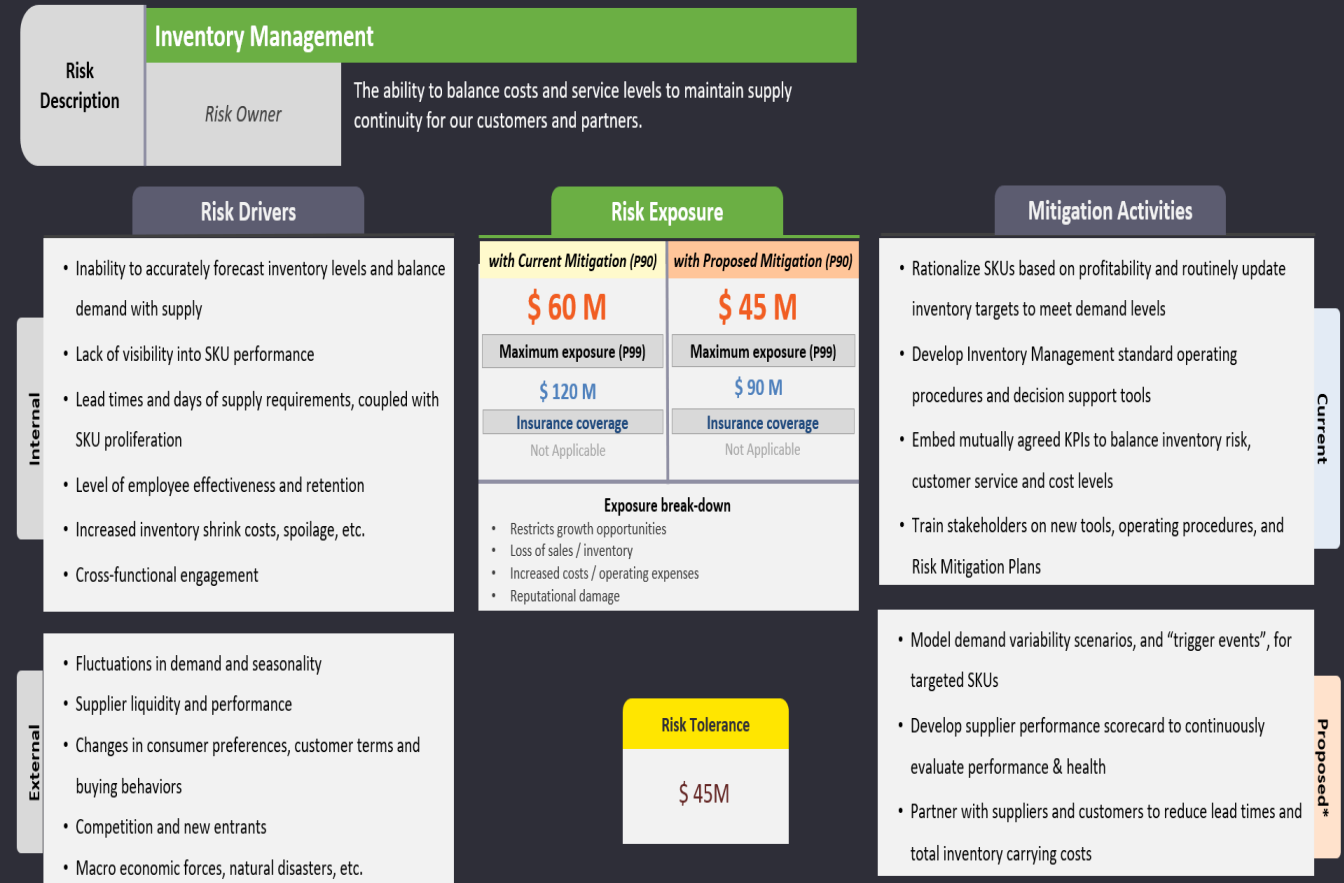 Risk
Description
Inventory Management
Risk Owner
The ability to balance costs and service levels to maintain supply
continuity for our customers and partners.
Risk Drivers
Internal
• Inability to accurately forecast inventory levels and balance
demand with supply
• Lack of visibility into SKU performance
• Lead times and days of supply requirements, coupled with
SKU proliferation
• Level of employee effectiveness and retention
• Increased inventory shrink costs, spoilage, etc.
• Cross-functional engagement
External
• Fluctuations in demand and seasonality
• Supplier liquidity and performance
• Changes in consumer preferences, customer terms and
buying behaviors
• Competition and new entrants
• Macro economic forces, natural disasters, etc.
Risk Exposure
with Current Mitigation (P90)
$ 60 M
Maximum exposure (P99)
$ 120 M
Insurance coverage
Not Applicable
with Proposed Mitigation (P90)
$ 45 M
Maximum exposure (P99)
$ 90 M
Insurance coverage
Not Applicable
Exposure break-down
• Restricts growth opportunities
• Loss of sales / inventory
• Increased costs / operating expenses
• Reputational damage
Risk Tolerance
$ 45M
Mitigation Activities
• Rationalize SKUs based on profitability and routinely update
inventory targets to meet demand levels
• Develop Inventory Management standard operating
procedures and decision support tools
• Embed mutually agreed KPIs to balance inventory risk,
customer service and cost levels
• Train stakeholders on new tools, operating procedures, and
Risk Mitigation Plans
Current
• Model demand variability scenarios, and “trigger events”, for
targeted SKUs
• Develop supplier performance scorecard to continuously
evaluate performance & health
• Partner with suppliers and customers to reduce lead times and
total inventory carrying costs
Proposed*